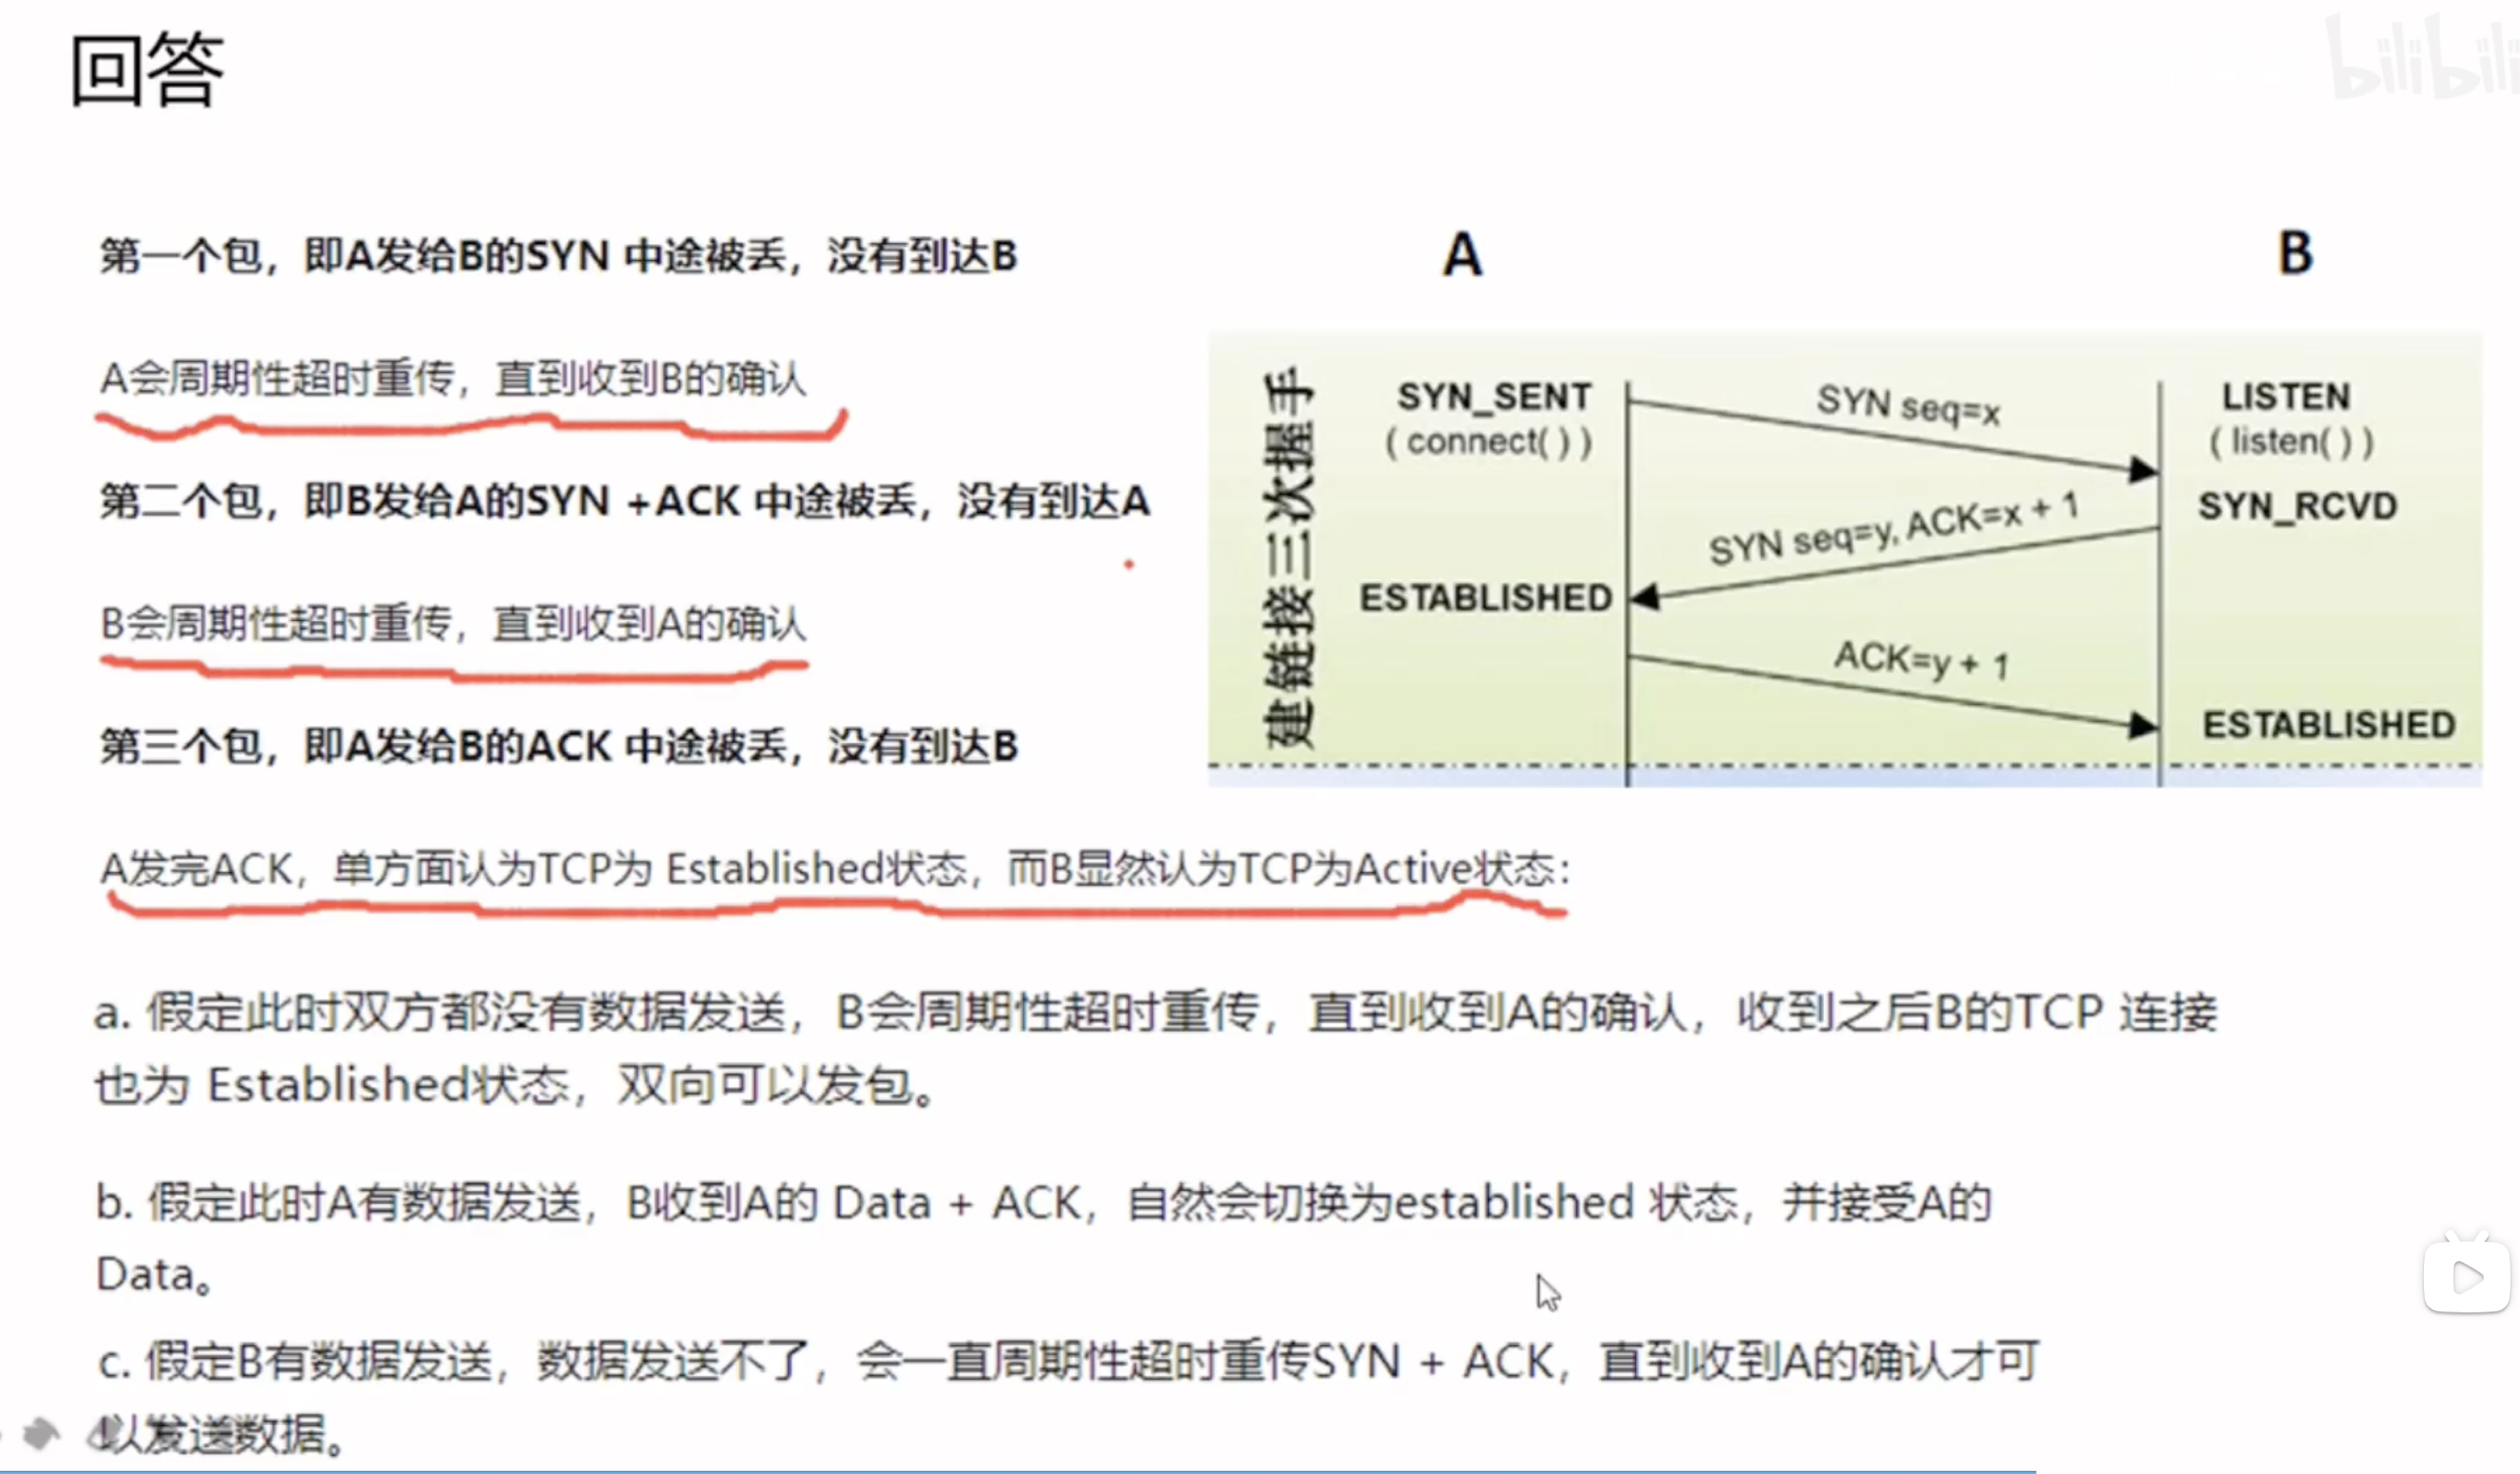 回答
bilibili
第一个包，即A发给B的SYN 中途被丢，没有到达B
A会周期性超时重传，直到收到B的确认
第二个包，即B发给A的SYN +ACK 中途被丢，没有到达A
B会周期性超时重传，直到收到A的确认
第三个包，即A发给B的ACK 中途被丢，没有到达B
A B
建链接三次握手
SYN_SENT
( connect( ) )
SYN seq=x
LISTEN
( listen( ) )
SYN_RCVD
SYN seq=y, ACK=x + 1
ESTABLISHED
ACK=y + 1
ESTABLISHED
A发完ACK，单方面认为TCP为 Established状态，而B显然认为TCP为Active状态：
a. 假定此时双方都没有数据发送，B会周期性超时重传，直到收到A的确认，收到之后B的TCP 连接
也为 Established状态，双向可以发包。
b. 假定此时A有数据发送，B收到A的 Data + ACK，自然会切换为established 状态，并接受A的
Data。
c. 假定B有数据发送，数据发送不了，会一直周期性超时重传SYN + ACK，直到收到A的确认才可
以发送数据。